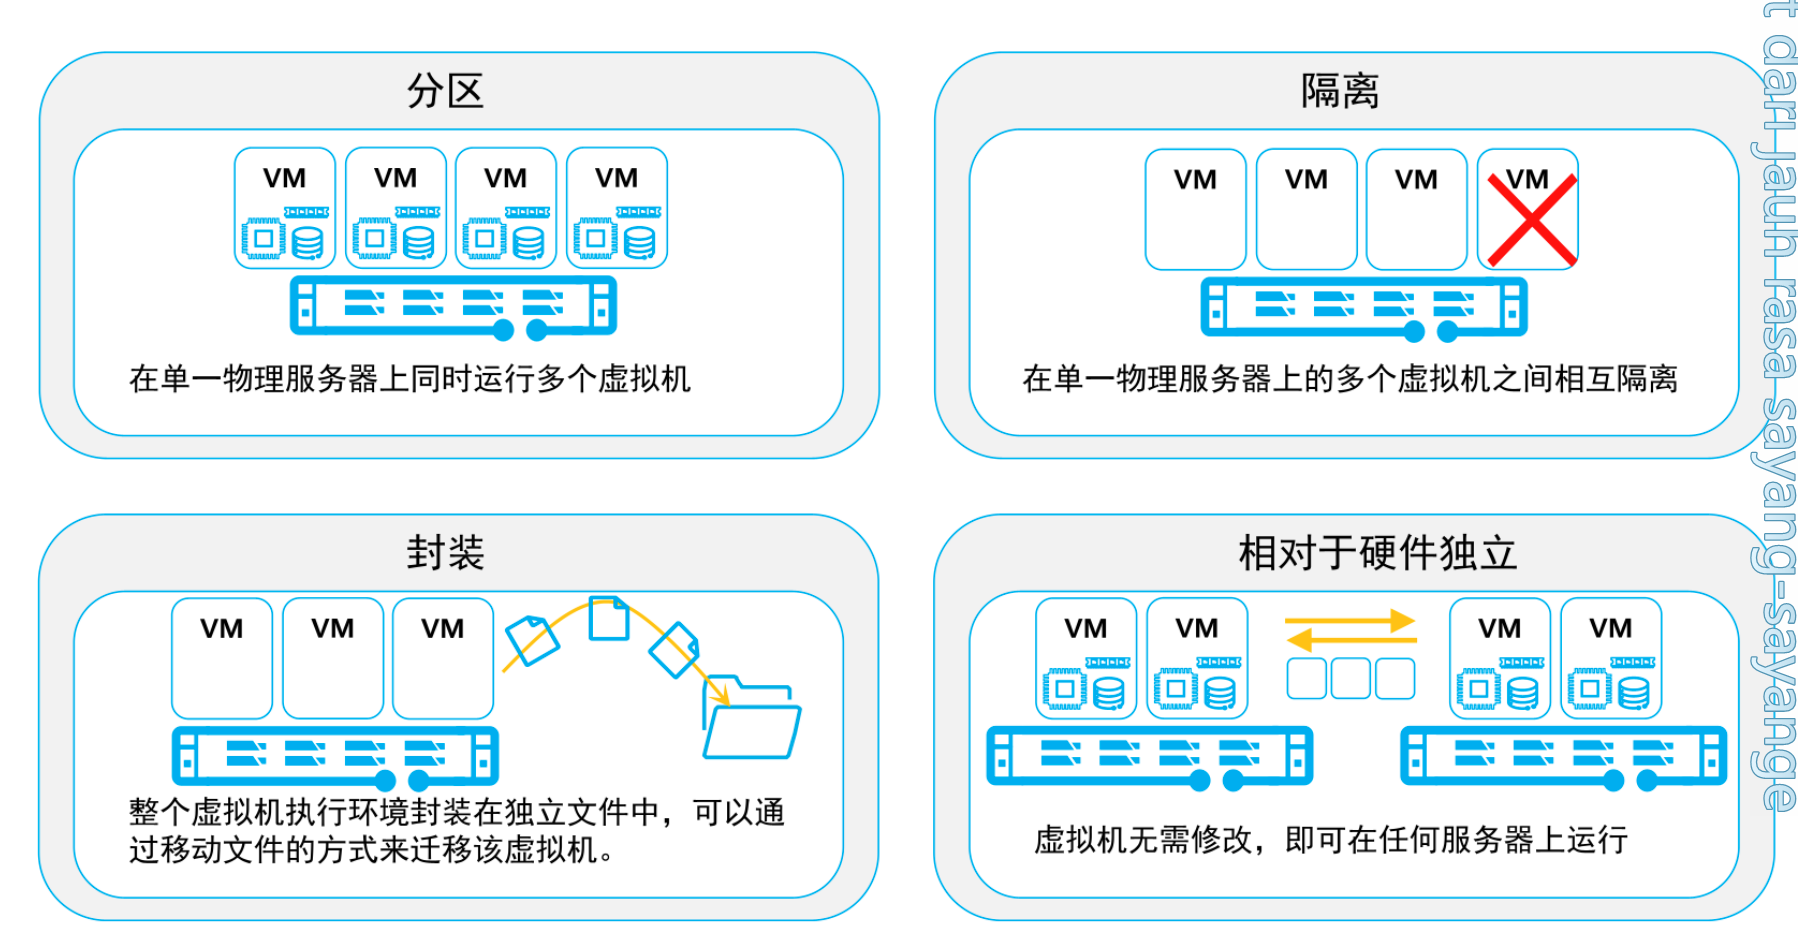 分区
VM VM VM VM
在单一物理服务器上同时运行多个虚拟机
隔离
VM VM VM VM
在单一物理服务器上的多个虚拟机之间相互隔离
封装
VM VM VM
整个虚拟机执行环境封装在独立文件中，可以通
过移动文件的方式来迁移该虚拟机。
相对于硬件独立
VM VM VM VM
虚拟机无需修改，即可在任何服务器上运行
t dari jauh rasa sayang-sayange